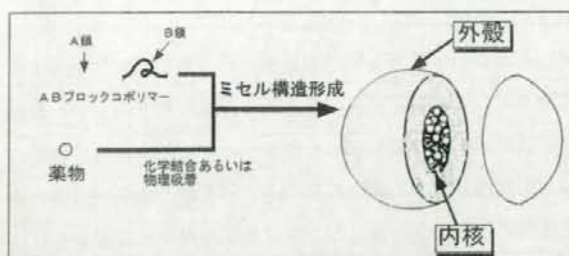 A鎖
B鎖
ABブロックコポリマー
薬物
化学結合あるいは
物理吸着
ミセル構造形成
外殻
内核